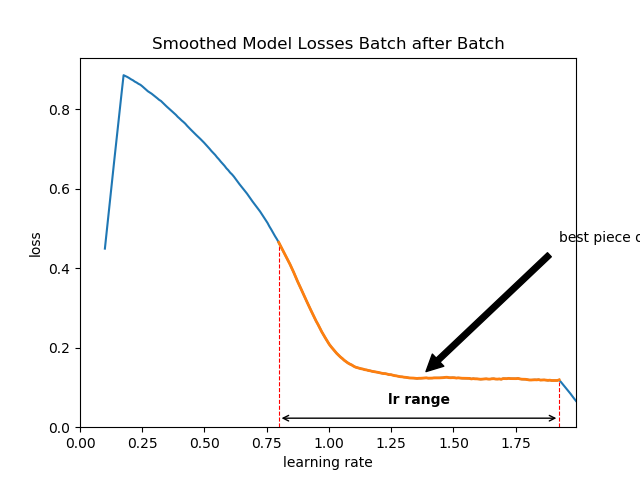 Smoothed Model Losses Batch after Batch
loss
0.8
0.6
0.4
0.2
0.0
best piece
lr range
0.00 0.25 0.50 0.75 1.00 1.25 1.50 1.75
learning rate